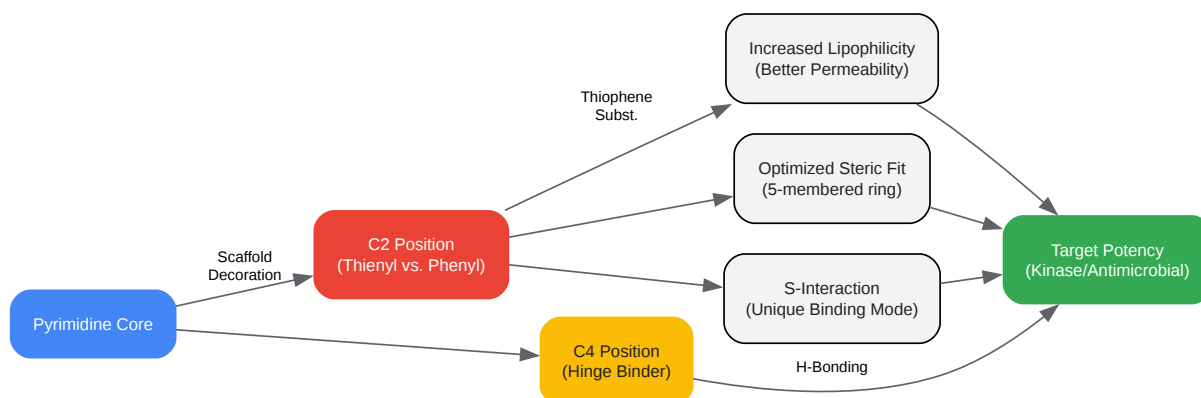 Pyrimidine Core
Scaffold
Decoration
C2 Position
(Thienyl vs. Phenyl)
C4 Position
(Hinge Binder)
Thiophene
Subst.
Increased Lipophilicity
(Better Permeability)
Optimized Steric Fit
(5-membered ring)
S-Interaction
(Unique Binding Mode)
H-Bonding
Target Potency
(Kinase/Antimicrobial)